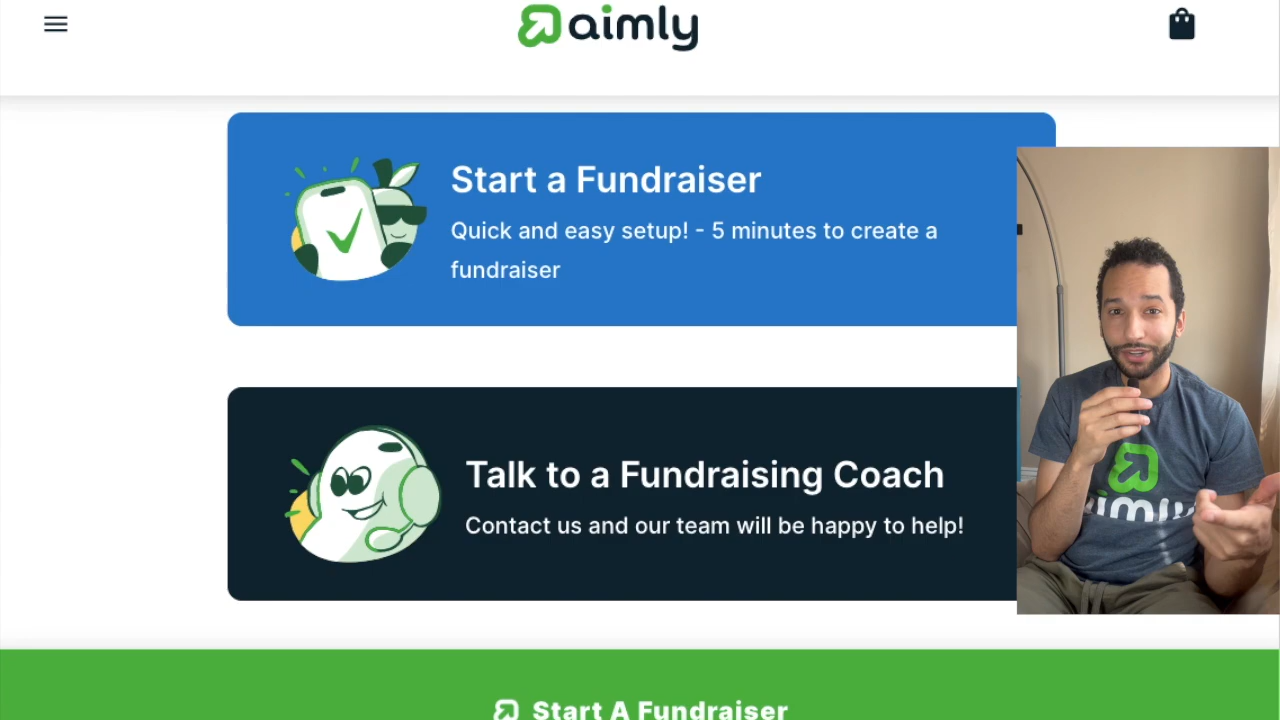 aimly
Start a Fundraiser
Quick and easy setup! - 5 minutes to create a
fundraiser
Talk to a Fundraising Coach
Contact us and our team will be happy to help!
aimly
Start A Fundraiser